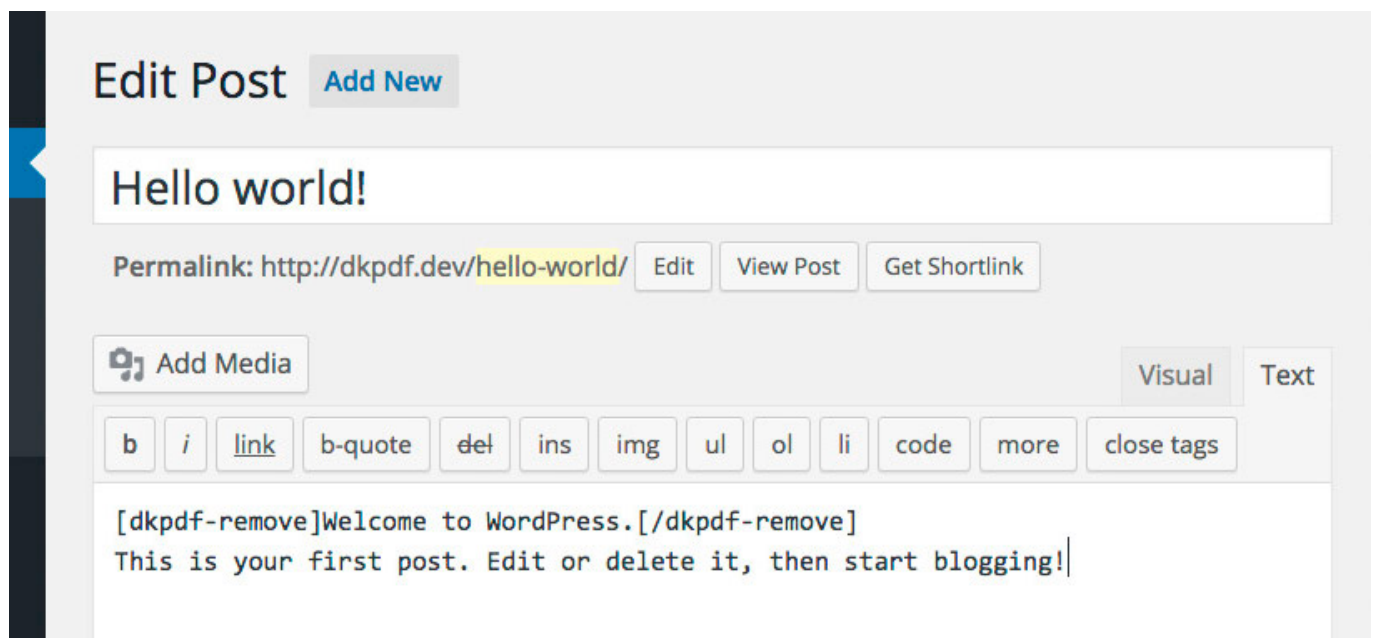 Edit Post Add New
Hello world!
Permalink: http://dkpdf.dev/hello-world/ Edit View Post Get Shortlink
Add Media
Visual Text
b i link b-quote del ins img ul ol li code more close tags
[dkpdf-remove]Welcome to WordPress.[/dkpdf-remove]
This is your first post. Edit or delete it, then start blogging!